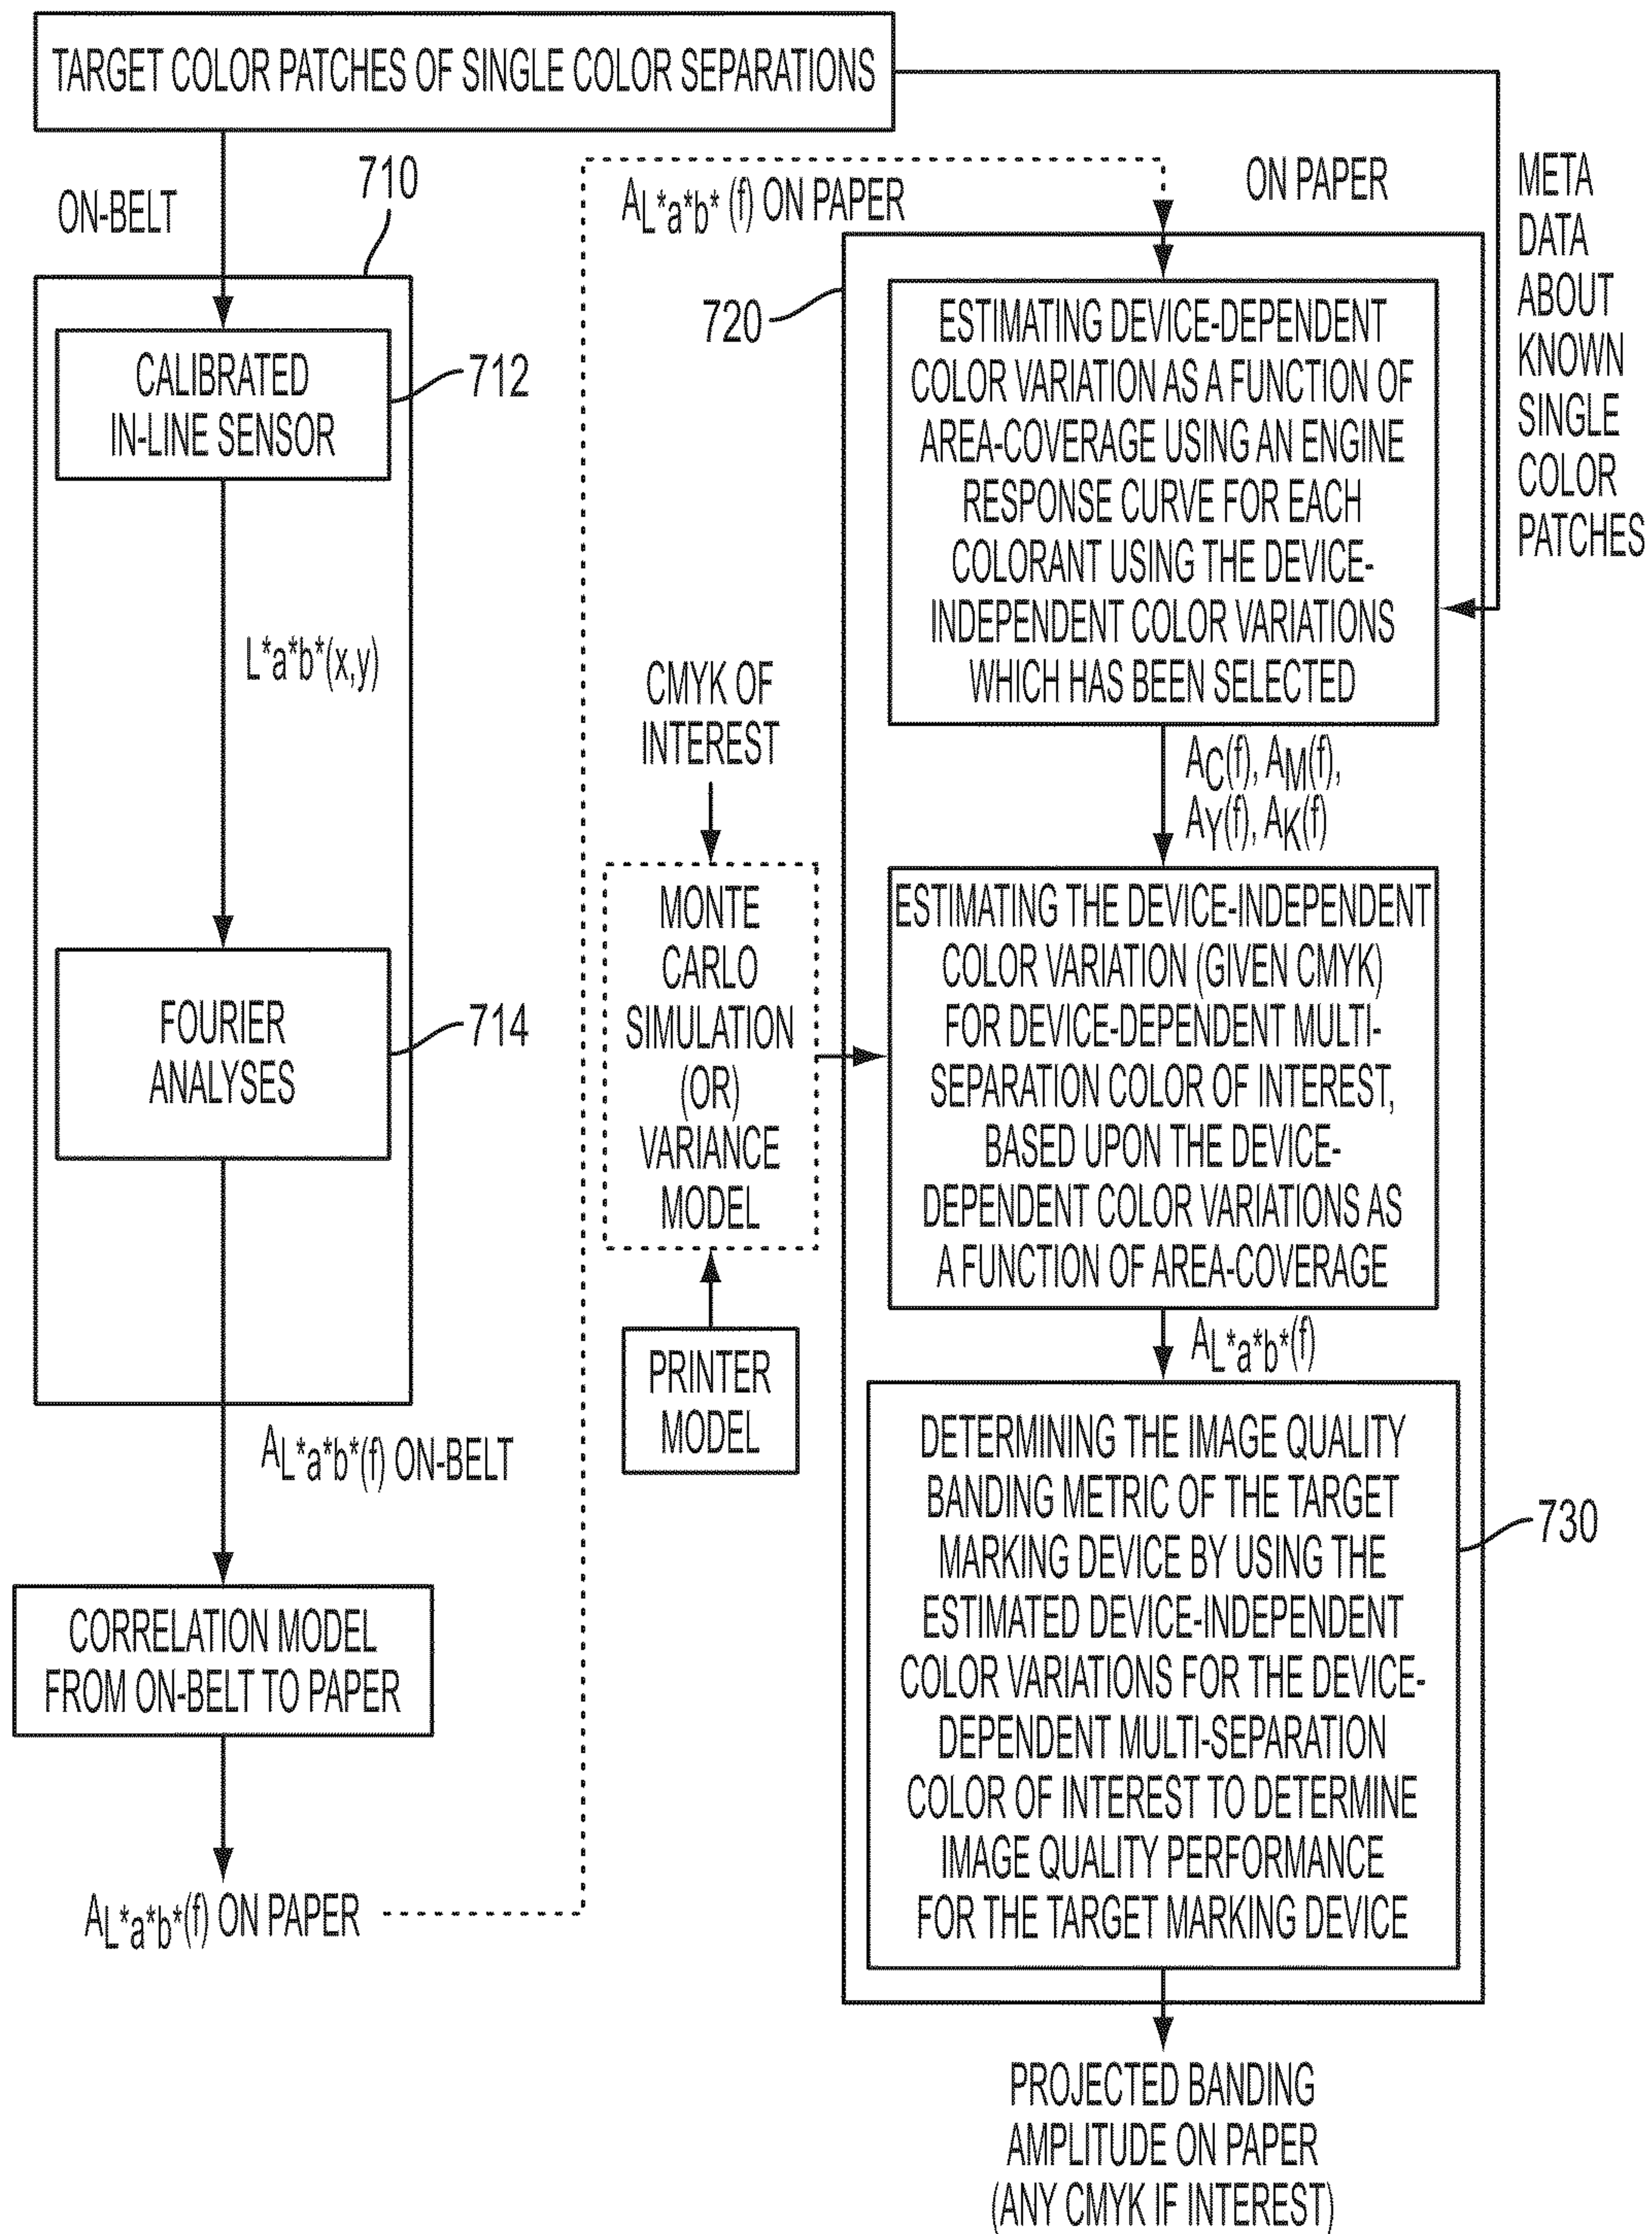 TARGET COLOR PATCHES OF SINGLE COLOR SEPARATIONS
ON-BELT
710
CALIBRATED
IN-LINE SENSOR
712
L*a*b*(x,y)
FOURIER
ANALYSES
714
AL*a*b*(f) ON-BELT
CORRELATION MODEL
FROM ON-BELT TO PAPER
AL*a*b*(f) ON PAPER
AL*a*b* (f) ON PAPER
ON PAPER
META
DATA
ABOUT
KNOWN
SINGLE
COLOR
PATCHES
720
ESTIMATING DEVICE-DEPENDENT
COLOR VARIATION AS A FUNCTION OF
AREA-COVERAGE USING AN ENGINE
RESPONSE CURVE FOR EACH
COLORANT USING THE DEVICE-
INDEPENDENT COLOR VARIATIONS
WHICH HAS BEEN SELECTED
AC(f), AM(f),
AY(f), AK(f)
CMYK OF
INTEREST
MONTE
CARLO
SIMULATION
(OR)
VARIANCE
MODEL
PRINTER
MODEL
ESTIMATING THE DEVICE-INDEPENDENT
COLOR VARIATION (GIVEN CMYK)
FOR DEVICE-DEPENDENT MULTI-
SEPARATION COLOR OF INTEREST,
BASED UPON THE DEVICE-
DEPENDENT COLOR VARIATIONS AS
A FUNCTION OF AREA-COVERAGE
AL*a*b*(f)
DETERMINING THE IMAGE QUALITY
BANDING METRIC OF THE TARGET
MARKING DEVICE BY USING THE
ESTIMATED DEVICE-INDEPENDENT
COLOR VARIATIONS FOR THE DEVICE-
DEPENDENT MULTI-SEPARATION
COLOR OF INTEREST TO DETERMINE
IMAGE QUALITY PERFORMANCE
FOR THE TARGET MARKING DEVICE
730
PROJECTED BANDING
AMPLITUDE ON PAPER
(ANY CMYK IF INTEREST)